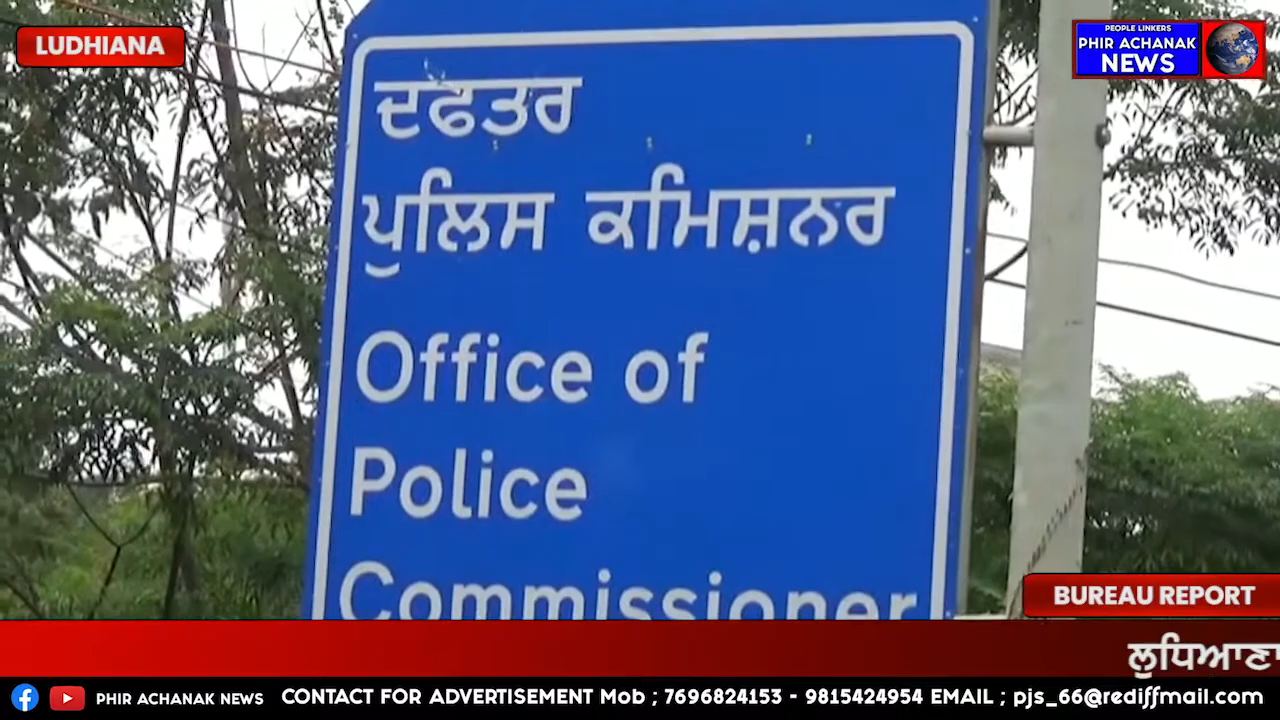 LUDHIANA
PEOPLE LINKERS
PHIR ACHANAK
NEWS
ਦਫਤਰ
ਪੁਲਿਸ ਕਮਿਸ਼ਨਰ
Office of
Police
Commissioner
BUREAU REPORT
ਲੁਧਿਆਣਾ
PHIR ACHANAK NEWS CONTACT FOR ADVERTISEMENT Mob ; 7696824153 - 9815424954 EMAIL ; pjs_66@rediffmail.com